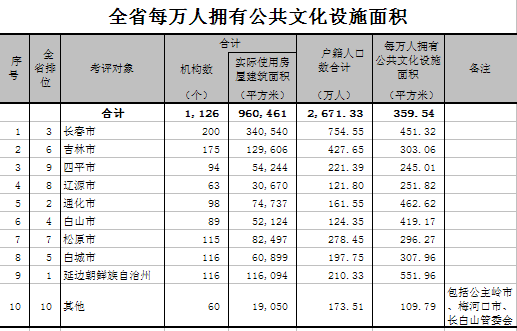 全省每万人拥有公共文化设施面积
序号 全省排位 考评对象 合计 户籍人口数合计 每万人拥有公共文化设施面积 备注
机构数 实际使用房屋建筑面积
（个） （平方米） （万人） （平方米）
合计 1,126 960,461 2,671.33 359.54
1 3 长春市 200 340,540 754.55 451.32
2 6 吉林市 175 129,606 427.65 303.06
3 9 四平市 94 54,244 221.39 245.01
4 8 辽源市 63 30,670 121.80 251.82
5 2 通化市 98 74,737 161.55 462.62
6 4 白山市 89 52,124 124.35 419.17
7 7 松原市 115 82,497 278.45 296.27
8 5 白城市 116 60,899 197.75 307.96
9 1 延边朝鲜族自治州 116 116,094 210.33 551.96
10 10 其他 60 19,050 173.51 109.79 包括公主岭市、梅河口市、长白山管委会